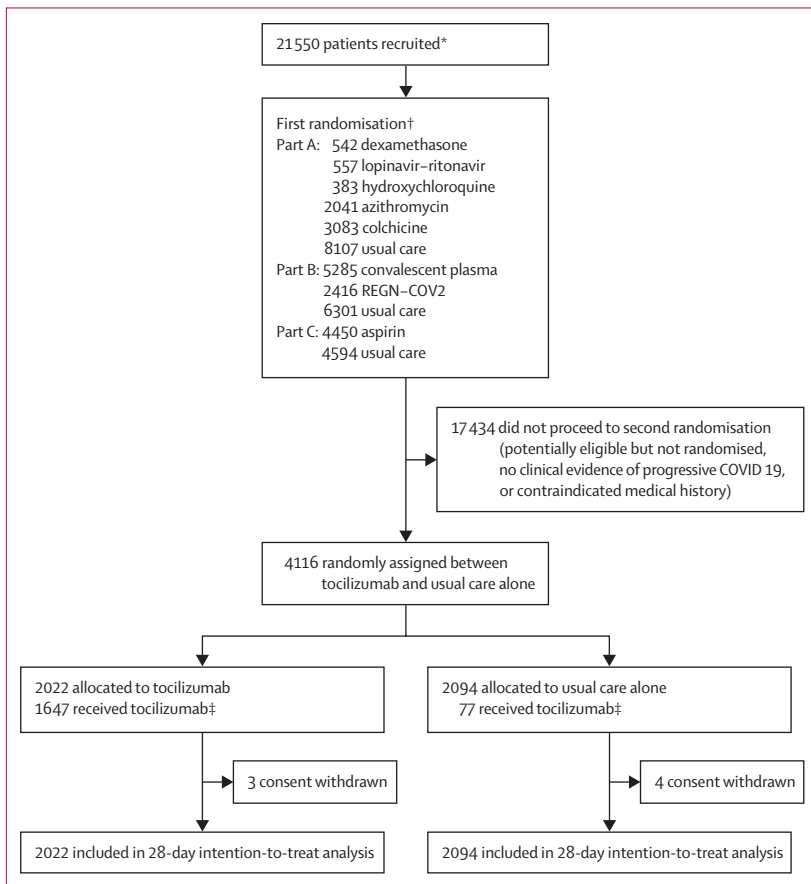 21 550 patients recruited*
First randomisation†
Part A: 542 dexamethasone
557 lopinavir–ritonavir
383 hydroxychloroquine
2041 azithromycin
3083 colchicine
8107 usual care
Part B: 5285 convalescent plasma
2416 REGN–COV2
6301 usual care
Part C: 4450 aspirin
4594 usual care
17 434 did not proceed to second randomisation
(potentially eligible but not randomised,
no clinical evidence of progressive COVID 19,
or contraindicated medical history)
4116 randomly assigned between
tocilizumab and usual care alone
2022 allocated to tocilizumab
1647 received tocilizumab‡
2094 allocated to usual care alone
77 received tocilizumab‡
3 consent withdrawn
4 consent withdrawn
2022 included in 28-day intention-to-treat analysis
2094 included in 28-day intention-to-treat analysis